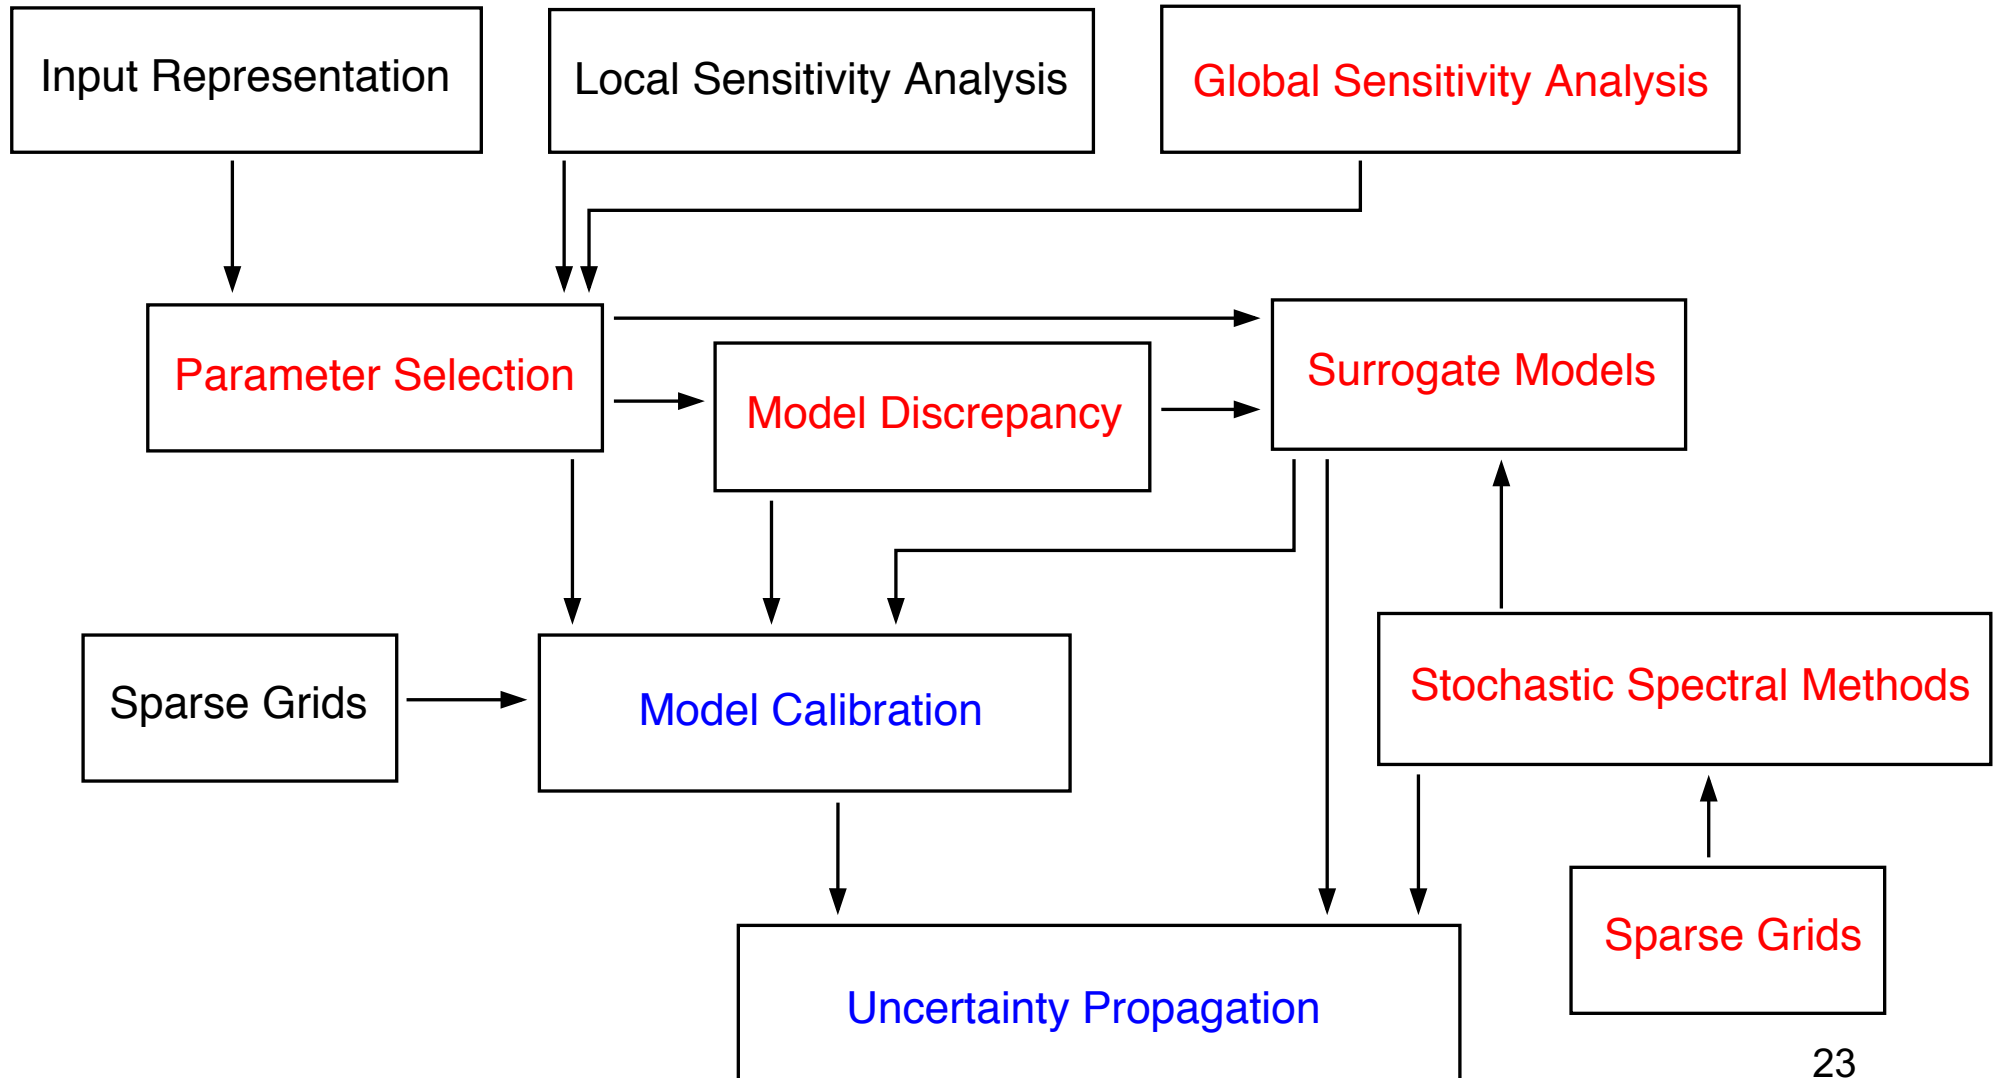 Input Representation
Local Sensitivity Analysis
Global Sensitivity Analysis
Parameter Selection
Model Discrepancy
Surrogate Models
Sparse Grids
Model Calibration
Stochastic Spectral Methods
Sparse Grids
Uncertainty Propagation
23